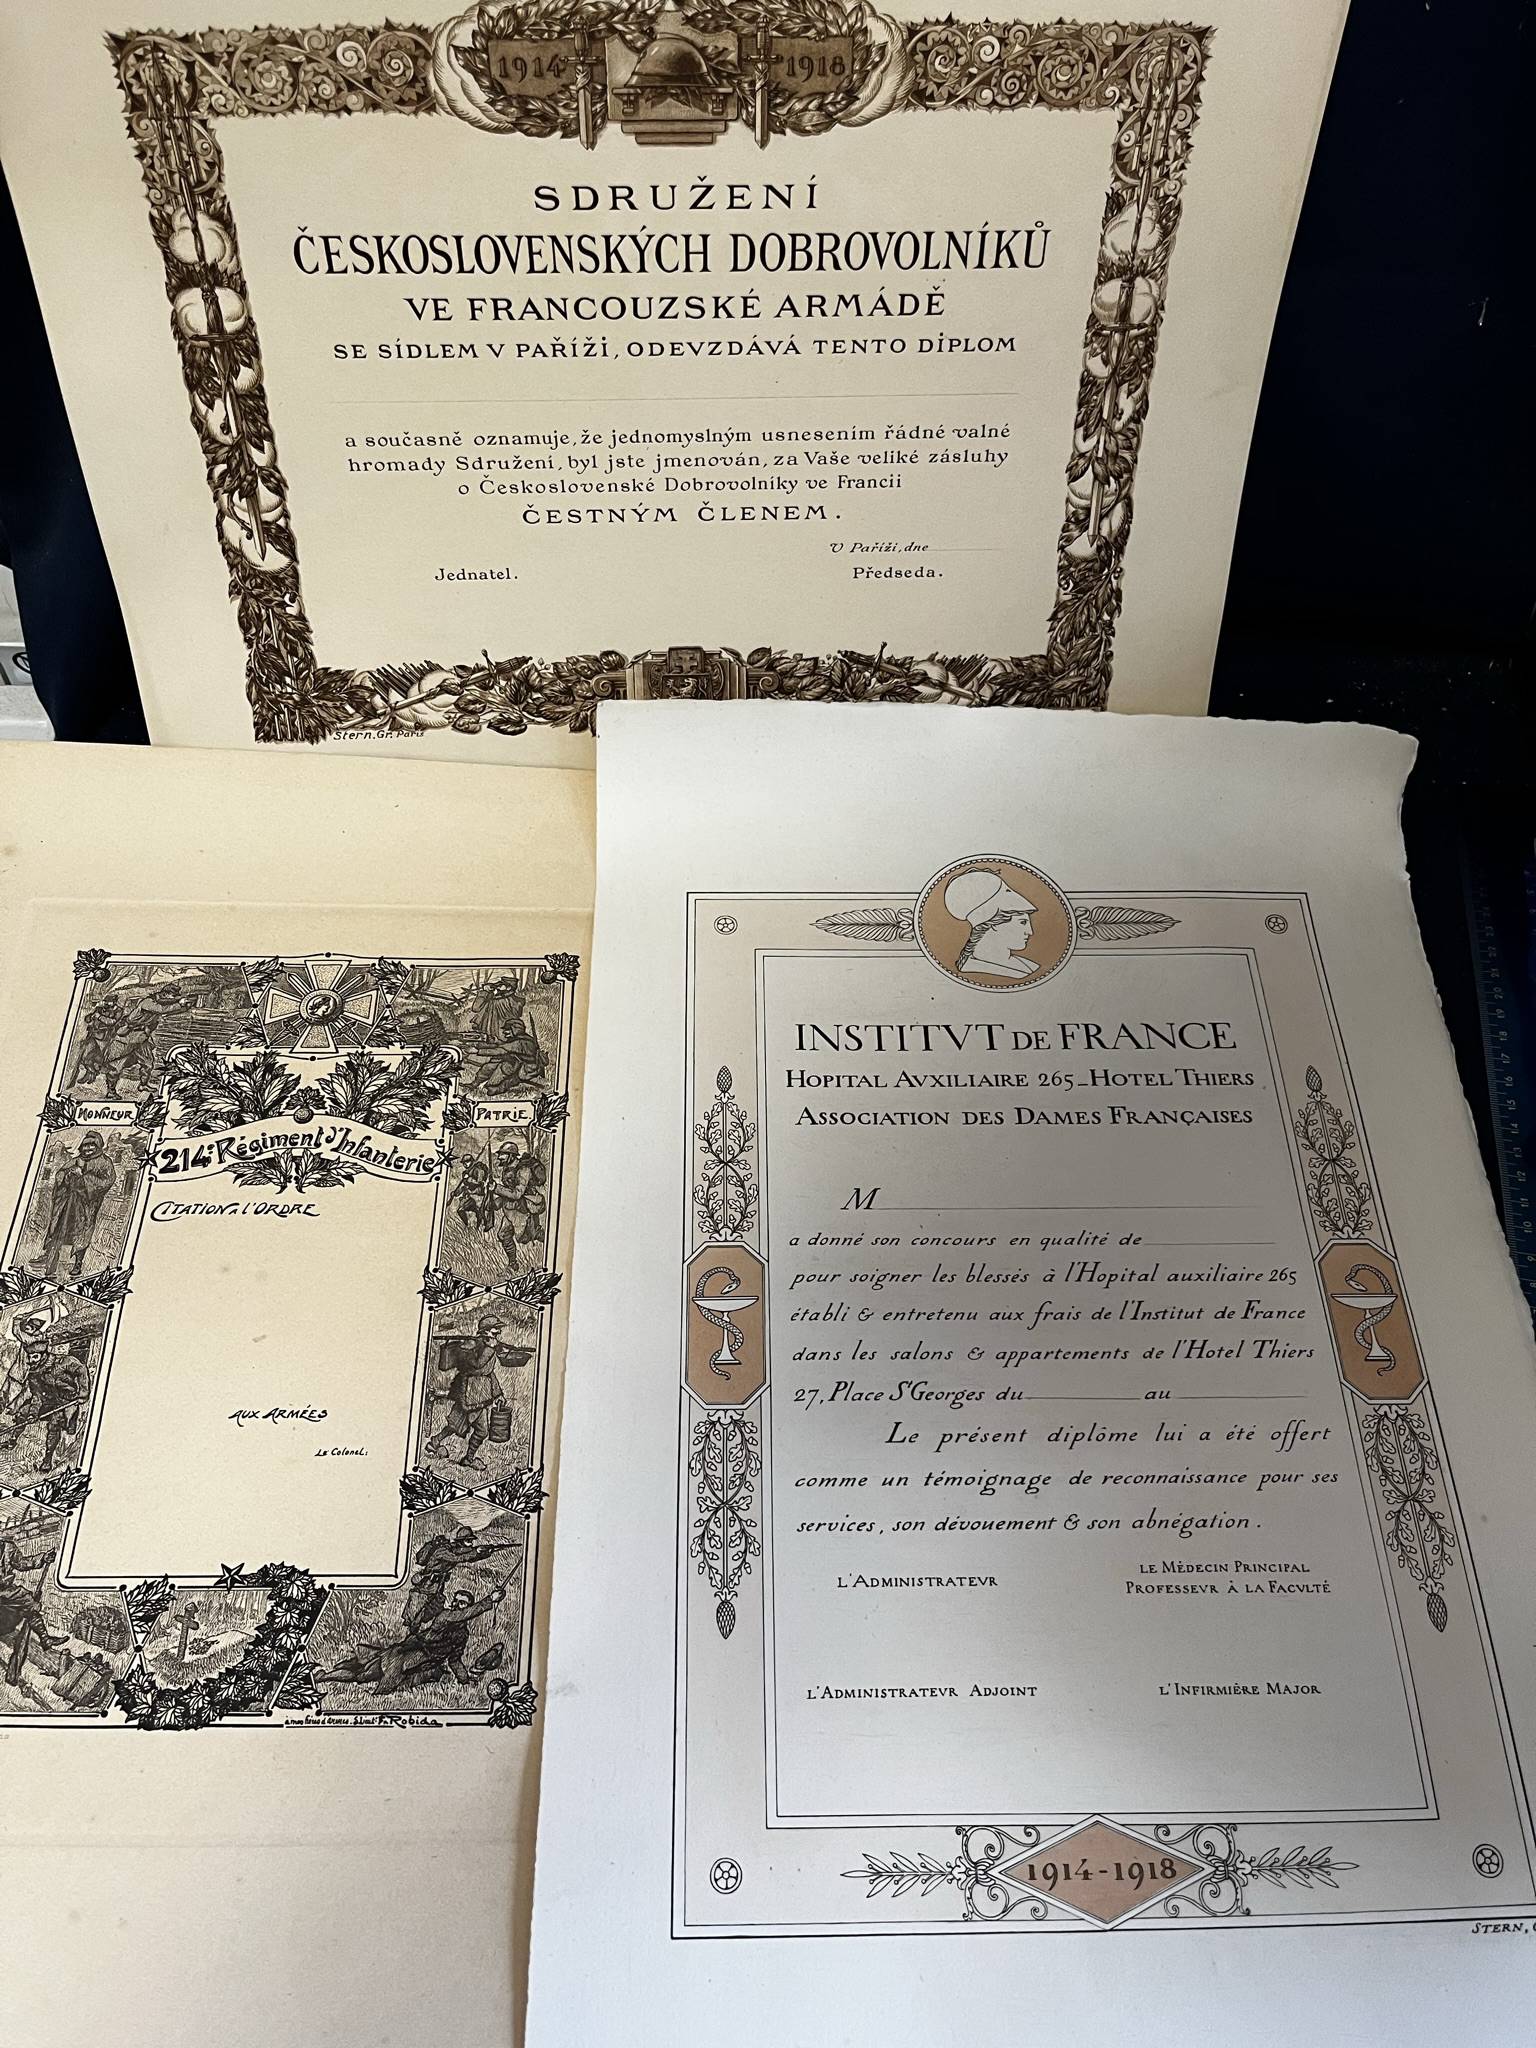 1914
1918
SDRUŽENÍ
ČESKOSLOVENSKÝCH DOBROVOLNÍKŮ
VE FRANCOUZSKÉ ARMÁDĚ
SE SÍDLEM V PAŘÍŽI, ODEVZDÁVÁ TENTO DIPLOM
a současně oznamuje, že jednomyslným usnesením řádné valné
hromady Sdružení, byl jste jmenován, za Vaše veliké zásluhy
o Československé Dobrovolníky ve Francii
ČESTNÝM ČLENEM.
V Paříži, dne
Jednatel.
Předseda.
Stern. Gr. Paris
HONNEUR
PATRIE
214e Régiment d'Infanterie
CITATION A L'ORDRE
AUX ARMÉES
Le Colonel:
Robida
INSTITVT DE FRANCE
HOPITAL AVXILIAIRE 265_HOTEL THIERS
ASSOCIATION DES DAMES FRANÇAISES
M
a donné son concours en qualité de
pour soigner les blessés à l'Hopital auxiliaire 265
établi & entretenu aux frais de l'Institut de France
dans les salons & appartements de l'Hotel Thiers
27, Place St Georges du au
Le présent diplôme lui a été offert
comme un témoignage de reconnaissance pour ses
services, son dévouement & son abnégation.
L'ADMINISTRATEVR
LE MÉDECIN PRINCIPAL
PROFESSEVR À LA FACVLTÉ
L'ADMINISTRATEVR ADJOINT
L'INFIRMIÈRE MAJOR
1914-1918
STERN,